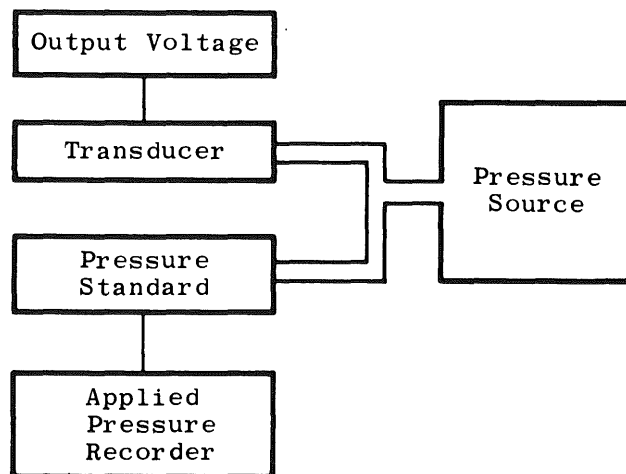 Output Voltage
Transducer
Pressure
Source
Pressure
Standard
Applied
Pressure
Recorder